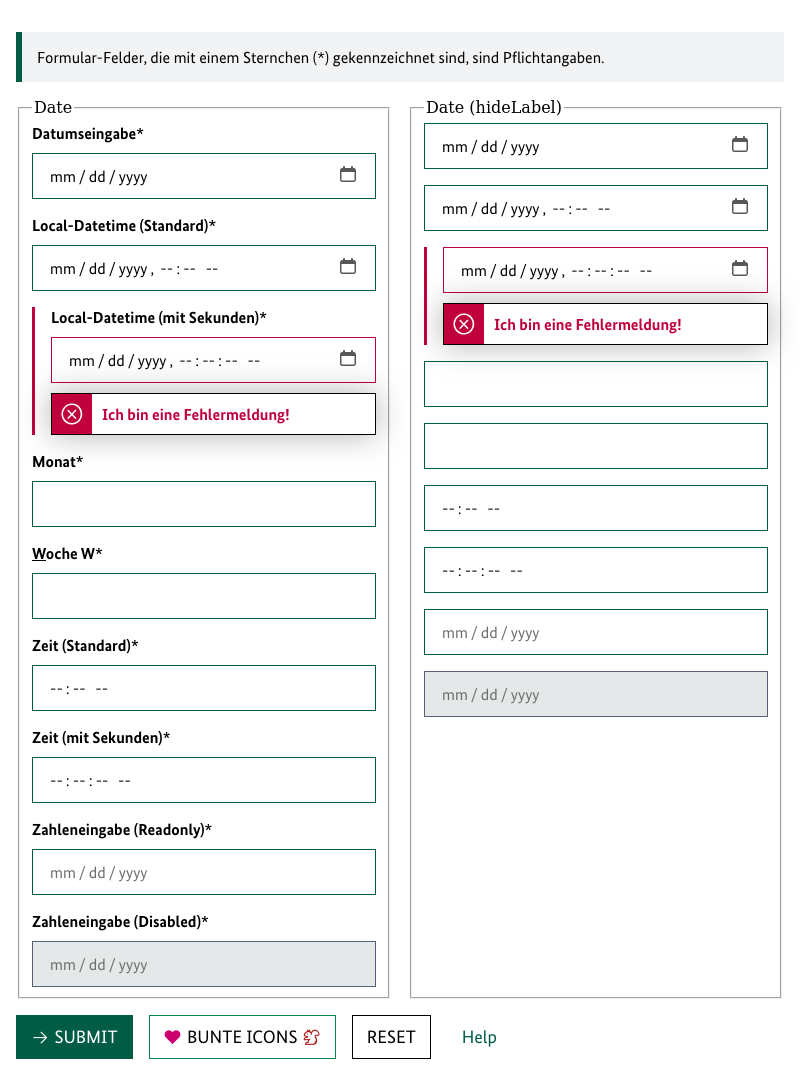 Formular-Felder, die mit einem Sternchen (*) gekennzeichnet sind, sind Pflichtangaben.
Date
Datumseingabe*
mm / dd / yyyy
Local-Datetime (Standard)*
mm / dd / yyyy , -- : -- --
Local-Datetime (mit Sekunden)*
mm / dd / yyyy , -- : -- : -- --
Ich bin eine Fehlermeldung!
Monat*
Woche W*
Zeit (Standard)*
-- : -- --
Zeit (mit Sekunden)*
-- : -- : -- --
Zahleneingabe (Readonly)*
mm / dd / yyyy
Zahleneingabe (Disabled)*
mm / dd / yyyy
Date (hideLabel)
mm / dd / yyyy
mm / dd / yyyy , -- : -- --
mm / dd / yyyy , -- : -- : -- --
Ich bin eine Fehlermeldung!
-- : -- --
-- : -- : -- --
mm / dd / yyyy
mm / dd / yyyy
SUBMIT
BUNTE ICONS
RESET
Help